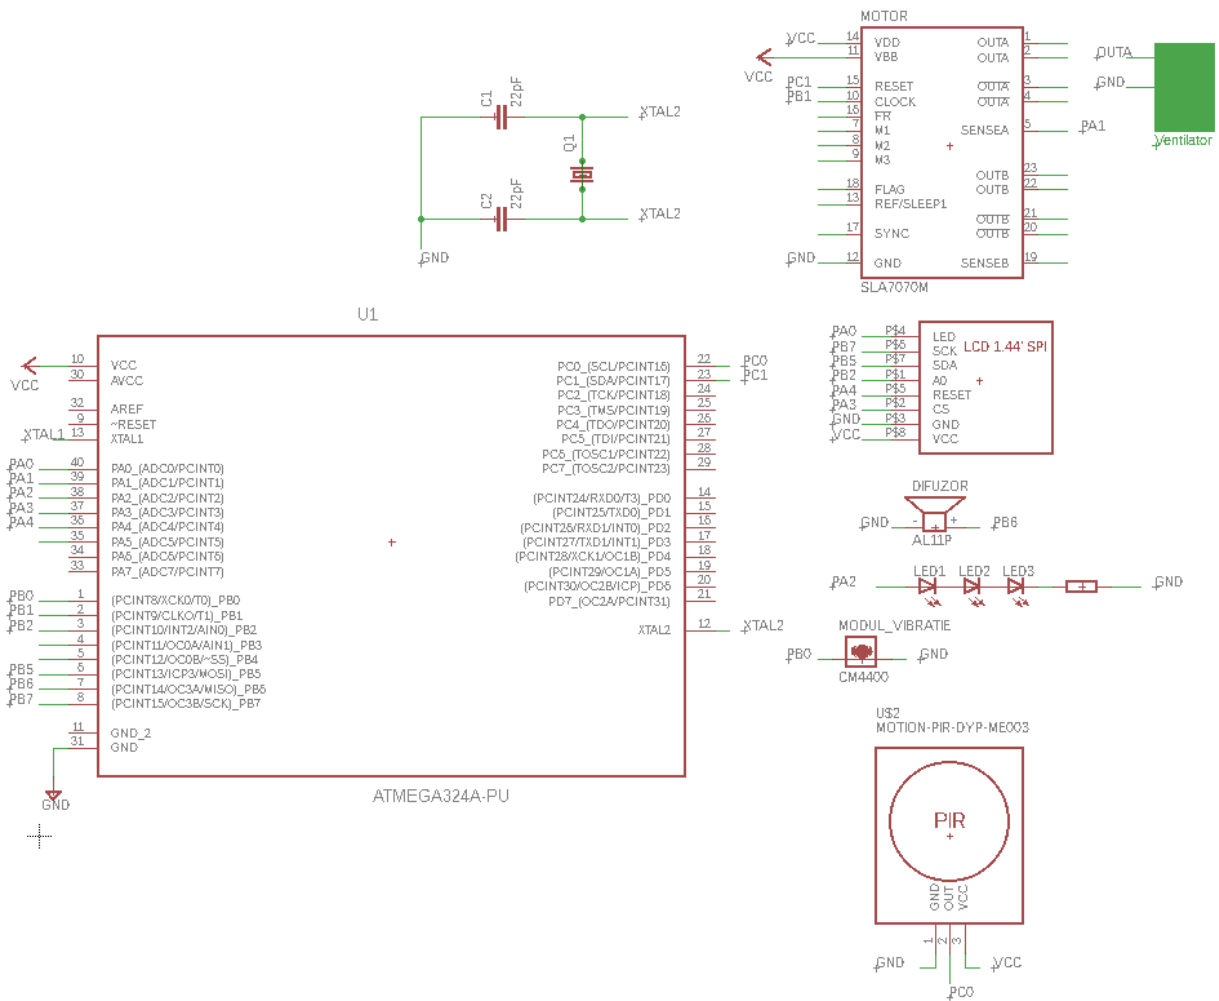 MOTOR
VCC 14 VDD OUTA 1
VCC 11 VBB OUTA 2
PC1 15 RESET OUTA 3
PB1 10 CLOCK OUTA 4
16 FR
7 M1 SENSEA 5 PA1
8 M2
9 M3
OUTB 23
18 FLAG OUTB 22
13 REF/SLEEP1
OUTB 21
17 SYNC OUTB 20
GND 12 GND SENSEB 19
SLA7070M
OUTA
GND
Ventilator
C1 22pF XTAL2
Q1
C2 22pF XTAL2
GND
U1
VCC 10 VCC PC0_(SCL/PCINT16) 22 PC0
30 AVCC PC1_(SDA/PCINT17) 23 PC1
PC2_(TCK/PCINT18) 24
32 AREF PC3_(TMS/PCINT19) 25
9 ~RESET PC4_(TDO/PCINT20) 26
XTAL1 13 XTAL1 PC5_(TDI/PCINT21) 27
PC6_(TOSC1/PCINT22) 28
PA0 40 PA0_(ADC0/PCINT0) PC7_(TOSC2/PCINT23) 29
PA1 39 PA1_(ADC1/PCINT1)
PA2 38 PA2_(ADC2/PCINT2) (PCINT24/RXD0/T3)_PD0 14
PA3 37 PA3_(ADC3/PCINT3) (PCINT25/TXD0)_PD1 15
PA4 36 PA4_(ADC4/PCINT4) (PCINT26/RXD1/INT0)_PD2 16
35 PA5_(ADC5/PCINT5) (PCINT27/TXD1/INT1)_PD3 17
34 PA6_(ADC6/PCINT6) (PCINT28/XCK1/OC1B)_PD4 18
33 PA7_(ADC7/PCINT7) (PCINT29/OC1A)_PD5 19
(PCINT30/OC2B/ICP)_PD6 20
PB0 1 (PCINT8/XCK0/T0)_PB0 PD7_(OC2A/PCINT31) 21
PB1 2 (PCINT9/CLKO/T1)_PB1
PB2 3 (PCINT10/INT2/AIN0)_PB2 XTAL2 12 XTAL2
4 (PCINT11/OC0A/AIN1)_PB3
5 (PCINT12/OC0B/~SS)_PB4
PB5 6 (PCINT13/ICP3/MOSI)_PB5
PB6 7 (PCINT14/OC3A/MISO)_PB6
PB7 8 (PCINT15/OC3B/SCK)_PB7
11 GND_2
31 GND
GND
ATMEGA324A-PU
LCD 1.44' SPI
PA0 P$4 LED
PB7 P$6 SCK
PB5 P$7 SDA
PB2 P$1 A0
PA4 P$5 RESET
PA3 P$2 CS
GND P$3 GND
VCC P$8 VCC
DIFUZOR
GND - + PB6
AL11P
LED1 LED2 LED3
PA2 GND
MODUL_VIBRATIE
PB0 GND
CM4400
U$2
MOTION-PIR-DYP-ME003
PIR
GND OUT VCC
1 2 3
GND VCC
PC0